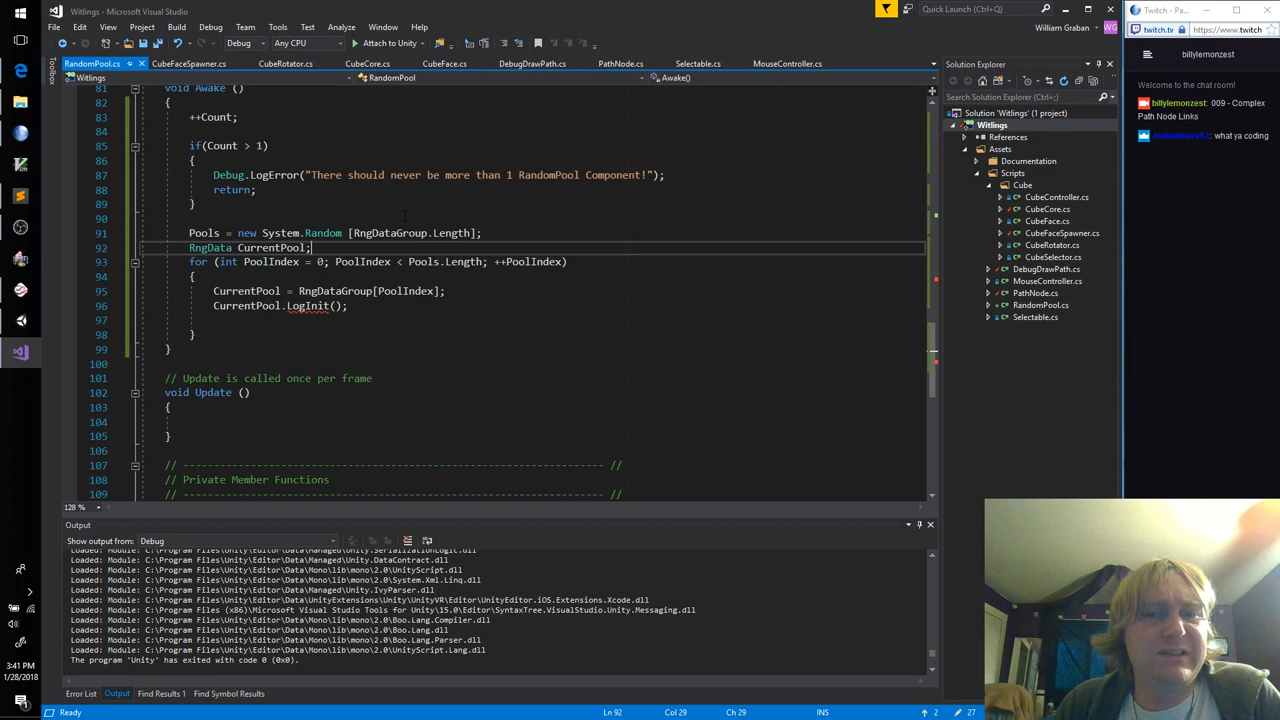 Witlings - Microsoft Visual Studio
Quick Launch (Ctrl+;)
File Edit View Project Build Debug Team Tools Test Analyze Window Help
William Graban WG
Debug Any CPU Attach to Unity
RandomPool.cs CubeFaceSpawner.cs CubeRotator.cs CubeCore.cs CubeFace.cs DebugDrawPath.cs PathNode.cs Selectable.cs MouseController.cs
Witlings RandomPool Awake()
81 void Awake ()
82 {
83 ++Count;
84
85 if(Count > 1)
86 {
87 Debug.LogError("There should never be more than 1 RandomPool Component!");
88 return;
89 }
90
91 Pools = new System.Random [RngDataGroup.Length];
92 RngData CurrentPool;
93 for (int PoolIndex = 0; PoolIndex < Pools.Length; ++PoolIndex)
94 {
95 CurrentPool = RngDataGroup[PoolIndex];
96 CurrentPool.LogInit();
97
98 }
99 }
100
101 // Update is called once per frame
102 void Update ()
103 {
104
105 }
106
107 // ---------------------------------------------------------------------- //
108 // Private Member Functions
109 // ---------------------------------------------------------------------- //
128 %
Output
Show output from: Debug
Loaded: Module: C:\Program Files\Unity\Editor\Data\Managed\Unity.SerializationLogic.dll
Loaded: Module: C:\Program Files\Unity\Editor\Data\Managed\Unity.DataContract.dll
Loaded: Module: C:\Program Files\Unity\Editor\Data\Mono\lib\mono\2.0\UnityScript.dll
Loaded: Module: C:\Program Files\Unity\Editor\Data\Mono\lib\mono\2.0\System.Xml.Linq.dll
Loaded: Module: C:\Program Files\Unity\Editor\Data\Managed\Unity.IvyParser.dll
Loaded: Module: C:\Program Files\Unity\Editor\Data\UnityExtensions\Unity\UnityVR\Editor\UnityEditor.iOS.Extensions.Xcode.dll
Loaded: Module: C:\Program Files (x86)\Microsoft Visual Studio Tools for Unity\15.0\Editor\SyntaxTree.VisualStudio.Unity.Messaging.dll
Loaded: Module: C:\Program Files\Unity\Editor\Data\Mono\lib\mono\2.0\Boo.Lang.Compiler.dll
Loaded: Module: C:\Program Files\Unity\Editor\Data\Mono\lib\mono\2.0\Boo.Lang.dll
Loaded: Module: C:\Program Files\Unity\Editor\Data\Mono\lib\mono\2.0\Boo.Lang.Parser.dll
Loaded: Module: C:\Program Files\Unity\Editor\Data\Mono\lib\mono\2.0\UnityScript.Lang.dll
The program 'Unity' has exited with code 0 (0x0).
Error List Output Find Results 1 Find Symbol Results
Ready Ln 92 Col 29 Ch 29 INS 2 27
3:41 PM
1/28/2018
Toolbox
Solution Explorer
Search Solution Explorer (Ctrl+;)
Solution 'Witlings' (1 project)
Witlings
References
Assets
Documentation
Scripts
Cube
CubeController.cs
CubeCore.cs
CubeFace.cs
CubeFaceSpawner.cs
CubeRotator.cs
CubeSelector.cs
DebugDrawPath.cs
MouseController.cs
PathNode.cs
RandomPool.cs
Selectable.cs
Twitch - Pa...
twitch.tv https://www.twitch
billylemonzest
Welcome to the chat room!
billylemonzest: 009 - Complex
Path Node Links
what ya coding